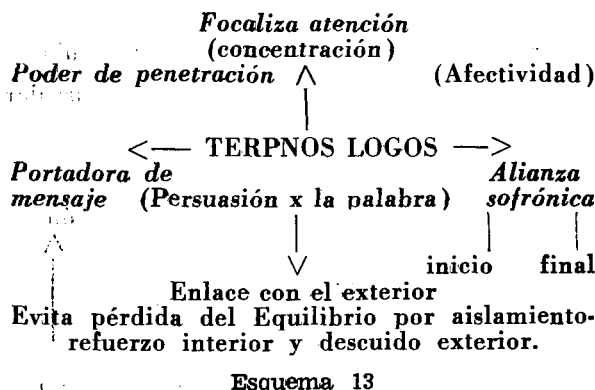 Focaliza atención
(concentración)
Poder de penetración (Afectividad)
<— TERPNOS LOGOS —>
Portadora de Alianza
mensaje (Persuasión x la palabra) sofrónica
inicio final
Enlace con el exterior
Evita pérdida del Equilibrio por aislamiento-
refuerzo interior y descuido exterior.
Esquema 13